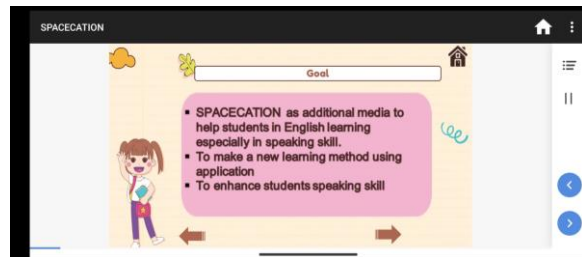 SPACECATION
Goal
▪ SPACECATION as additional media to
help students in English learning
especially in speaking skill.
▪ To make a new learning method using
application
▪ To enhance students speaking skill